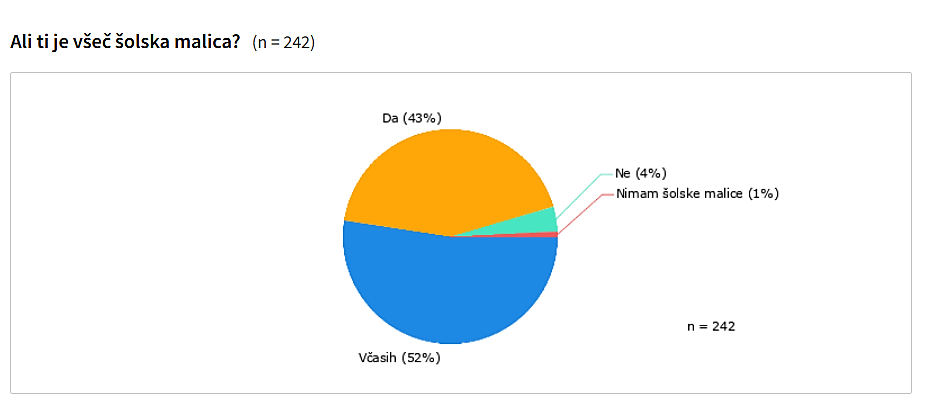 Ali ti je všeč šolska malica? (n = 242)
Da (43%)
Ne (4%)
Nimam šolske malice (1%)
n = 242
Včasih (52%)